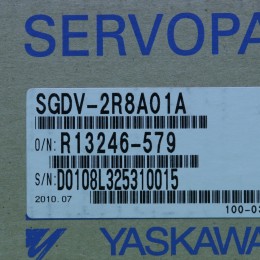 SERVOPA
SGDV-2R8A01A
O/N: R13246-579
S/N: D0108L325310015
2010.07
100-03
YASKAWA